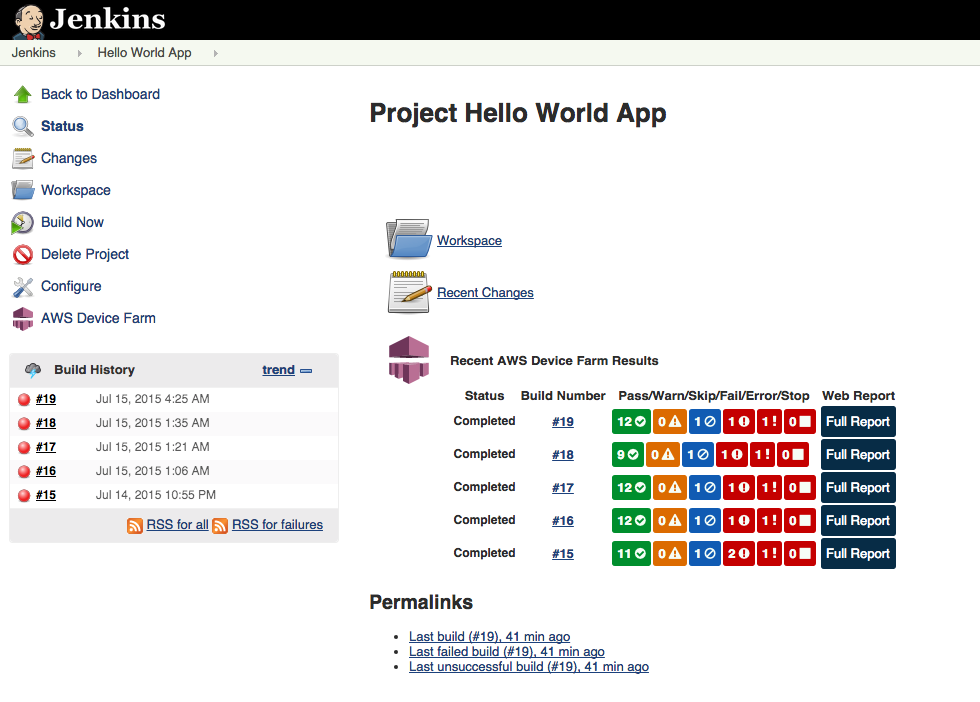 Jenkins
Jenkins Hello World App
Back to Dashboard
Status
Changes
Workspace
Build Now
Delete Project
Configure
AWS Device Farm
Build History trend
#19 Jul 15, 2015 4:25 AM
#18 Jul 15, 2015 1:35 AM
#17 Jul 15, 2015 1:21 AM
#16 Jul 15, 2015 1:06 AM
#15 Jul 14, 2015 10:55 PM
RSS for all RSS for failures
Project Hello World App
Workspace
Recent Changes
Recent AWS Device Farm Results
Status Build Number Pass/Warn/Skip/Fail/Error/Stop Web Report
Completed #19 12 0 1 1 1 0 Full Report
Completed #18 9 0 1 1 1 0 Full Report
Completed #17 12 0 1 1 1 0 Full Report
Completed #16 12 0 1 1 1 0 Full Report
Completed #15 11 0 1 2 1 0 Full Report
Permalinks
Last build (#19), 41 min ago
Last failed build (#19), 41 min ago
Last unsuccessful build (#19), 41 min ago